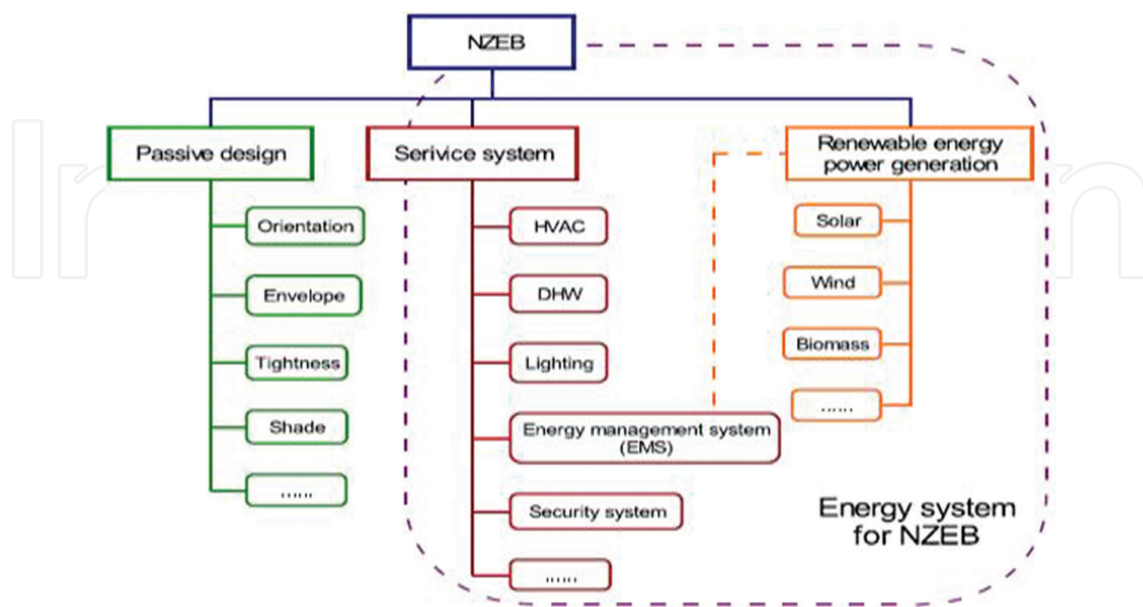 NZEB
Passive design
Serivice system
Renewable energy
power generation
Orientation
Envelope
Tightness
Shade
......
HVAC
DHW
Lighting
Energy management system
(EMS)
Security system
......
Solar
Wind
Biomass
......
Energy system
for NZEB